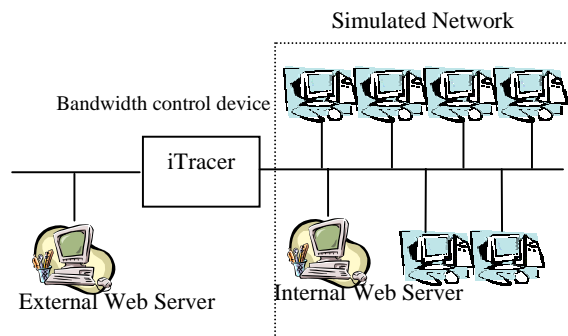 Simulated Network
Bandwidth control device
iTracer
External Web Server
Internal Web Server